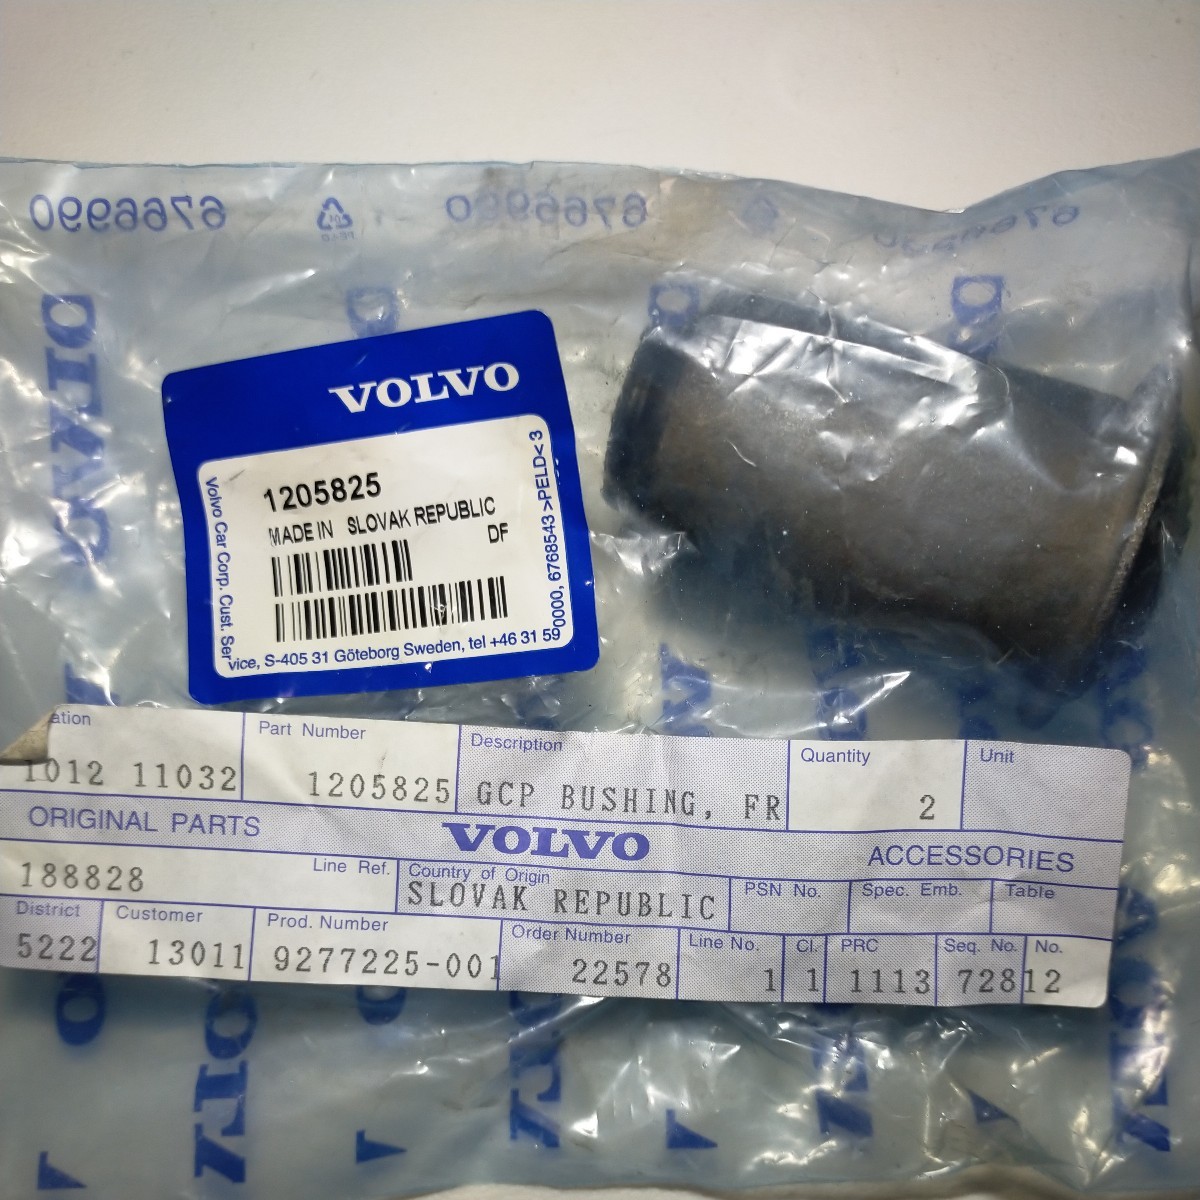 6766990
6766990
VOLVO
1205825
MADE IN SLOVAK REPUBLIC
DF
Volvo Car Corp. Cust. Service, S-405 31 Göteborg Sweden, tel +46 31 590000, 6768543 >PELD< 3
ation Part Number Description Quantity Unit
1012 11032 1205825 GCP BUSHING, FR 2
ORIGINAL PARTS VOLVO ACCESSORIES
Line Ref. Country of Origin PSN No. Spec. Emb. Table
188828 SLOVAK REPUBLIC
District Customer Prod. Number Order Number Line No. Cl. PRC Seq. No. No.
5222 13011 9277225-001 22578 1 1 1113 728 12